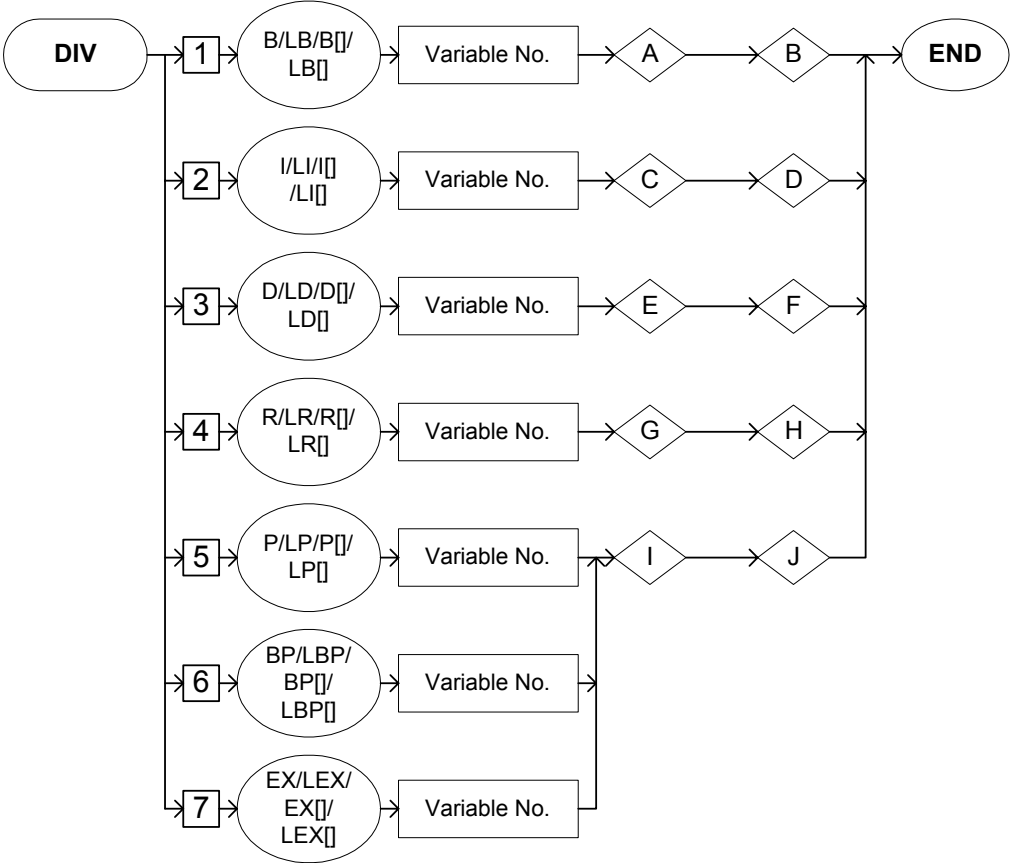 DIV
1
B/LB/B[]/
LB[]
Variable No.
A
B
END
2
I/LI/I[]
/LI[]
Variable No.
C
D
3
D/LD/D[]/
LD[]
Variable No.
E
F
4
R/LR/R[]/
LR[]
Variable No.
G
H
5
P/LP/P[]/
LP[]
Variable No.
I
J
6
BP/LBP/
BP[]/
LBP[]
Variable No.
7
EX/LEX/
EX[]/
LEX[]
Variable No.